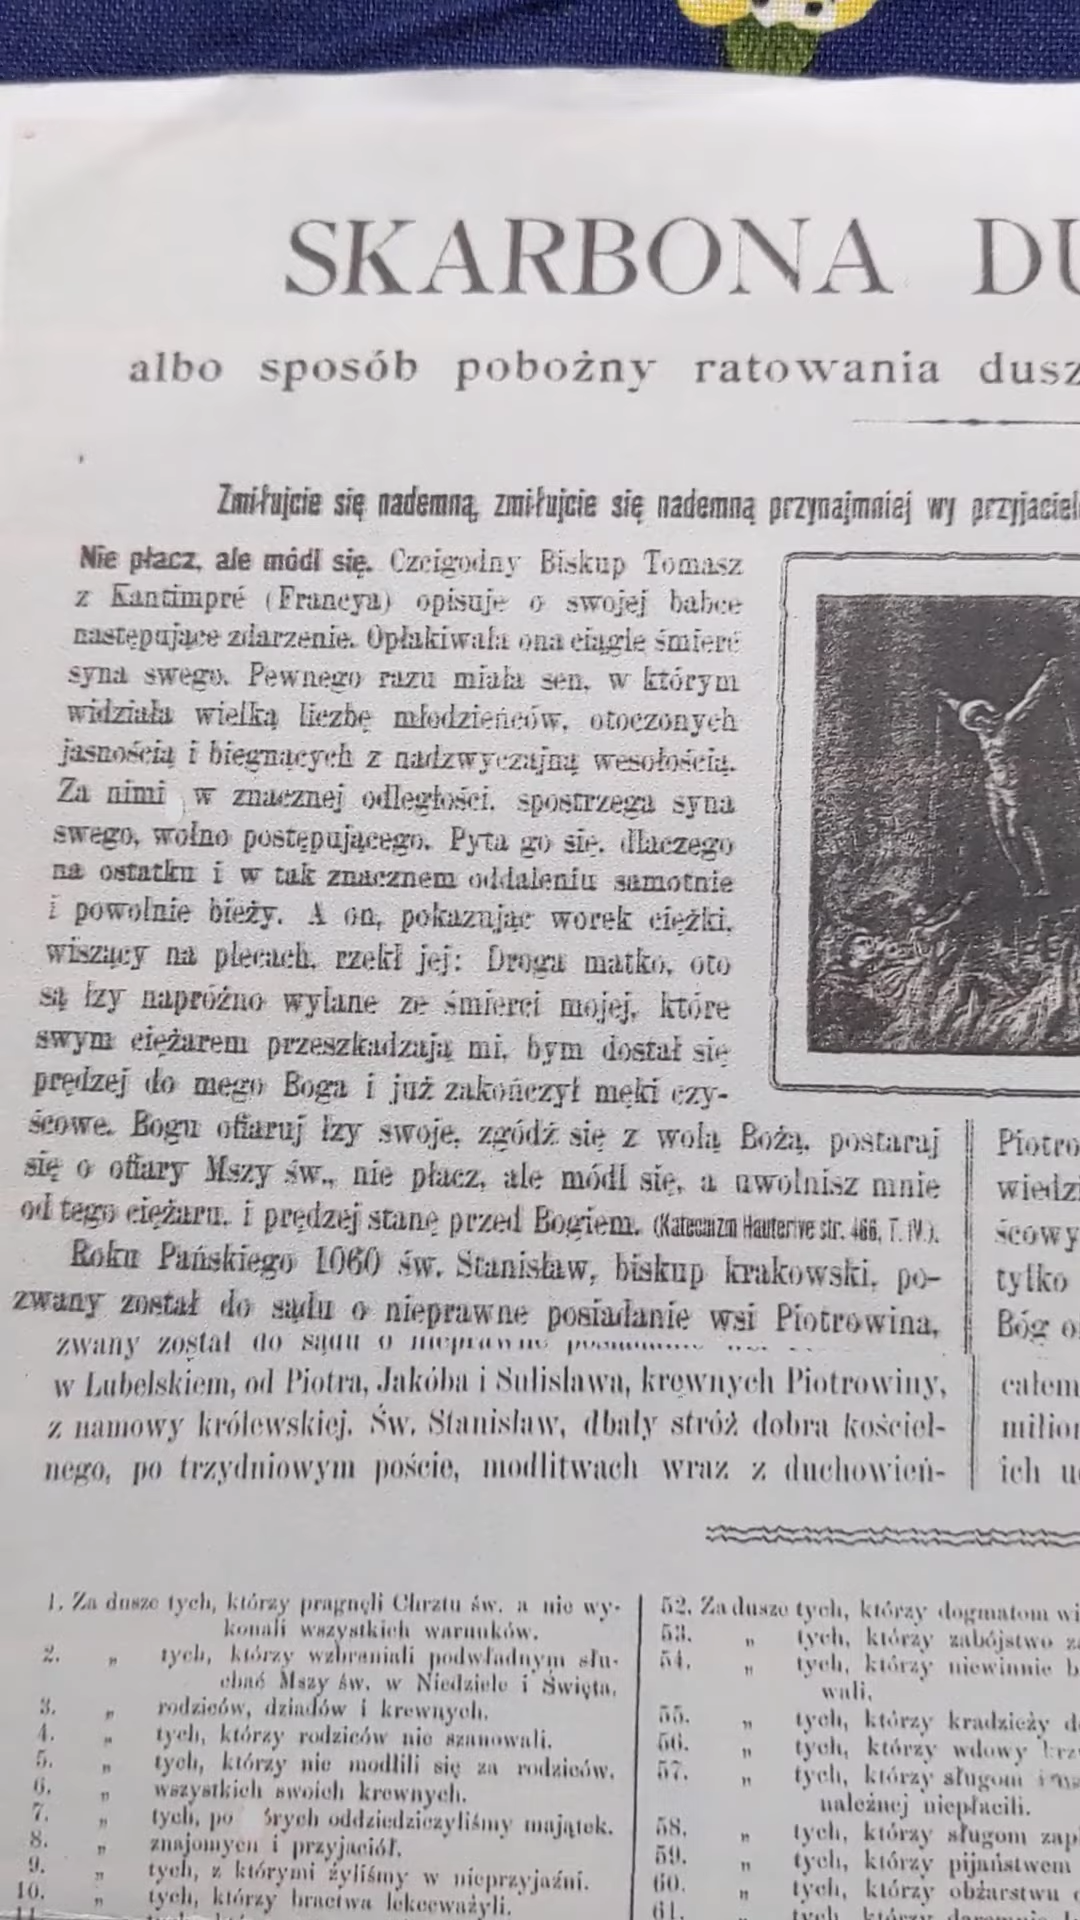 SKARBONA DU
albo sposób pobożny ratowania dusz
Zmiłujcie się nademną, zmiłujcie się nademną przynajmniej wy przyjaciel
Nie płacz, ale módl się. Czcigodny Biskup Tomasz
z Kantimpré (Francya) opisuje o swojej babce
następujące zdarzenie. Opłakiwała ona ciągle śmierć
syna swego. Pewnego razu miała sen, w którym
widziała wielką liczbę młodzieńców, otoczonych
jasnością i biegnących z nadzwyczajną wesołością.
Za nimi w znacznej odległości, spostrzega syna
swego, wolno postępującego. Pyta go się, dlaczego
na ostatku i w tak znacznem oddaleniu samotnie
i powolnie bieży. A on, pokazując worek ciężki,
wiszący na plecach, rzekł jej: Droga matko, oto
są łzy napróżno wylane ze śmierci mojej, które
swym ciężarem przeszkadzają mi, bym dostał się
prędzej do mego Boga i już zakończył męki czy-
ścowe. Bogu ofiaruj łzy swoje, zgódź się z wolą Bożą, postaraj
się o ofiary Mszy św., nie płacz, ale módl się, a uwolnisz mnie
od tego ciężaru, i prędzej stanę przed Bogiem. (Katechizm Hauterive str. 466, T. IV.).
Roku Pańskiego 1060 św. Stanisław, biskup krakowski, po-
zwany został do sądu o nieprawne posiadanie wsi Piotrowina,
zwany został do sądu o nieprawne
w Lubelskiem, od Piotra, Jakóba i Sulisława, krewnych Piotrowiny,
z namowy królewskiej. Św. Stanisław, dbały stróż dobra kościel-
nego, po trzydniowym poście, modlitwach wraz z duchowień-
Piotro
wiedzi
ścowy
tylko
Bóg o
całem
milion
ich u
1. Za dusze tych, którzy pragnęli Chrztu św. a nie wy-
konali wszystkich warunków.
2. „ tych, którzy wzbraniali podwładnym słu-
chać Mszy św. w Niedziele i Święta.
3. „ rodziców, dziadów i krewnych.
4. „ tych, którzy rodziców nie szanowali.
5. „ tych, którzy nie modlili się za rodziców.
6. „ wszystkich swoich krewnych.
7. „ tych, po órych oddziedziczyliśmy majątek.
8. „ znajomych i przyjaciół.
9. „ tych, z którymi żyliśmy w nieprzyjaźni.
10. „ tych, którzy bractwa lekceważyli.
11.
52. Za dusze tych, którzy dogmatom wi
53. „ tych, którzy zabójstwo z
54. „ tych, którzy niewinnie b
wali.
55. „ tych, którzy kradzieży d
56. „ tych, którzy wdowy krzy
57. „ tych, którzy sługom i
należnej niepłacili.
58. „ tych, którzy sługom zap
59. „ tych, którzy pijaństwem
60. „ tych, którzy obżarstwu
61. tych, którzy